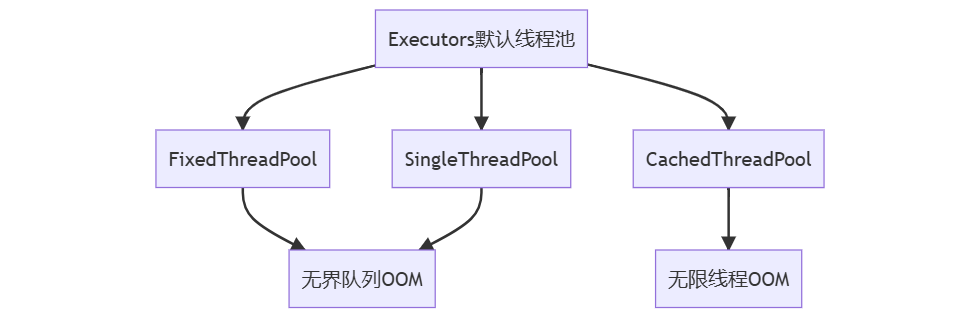 Executors默认线程池
FixedThreadPool
SingleThreadPool
CachedThreadPool
无界队列OOM
无限线程OOM